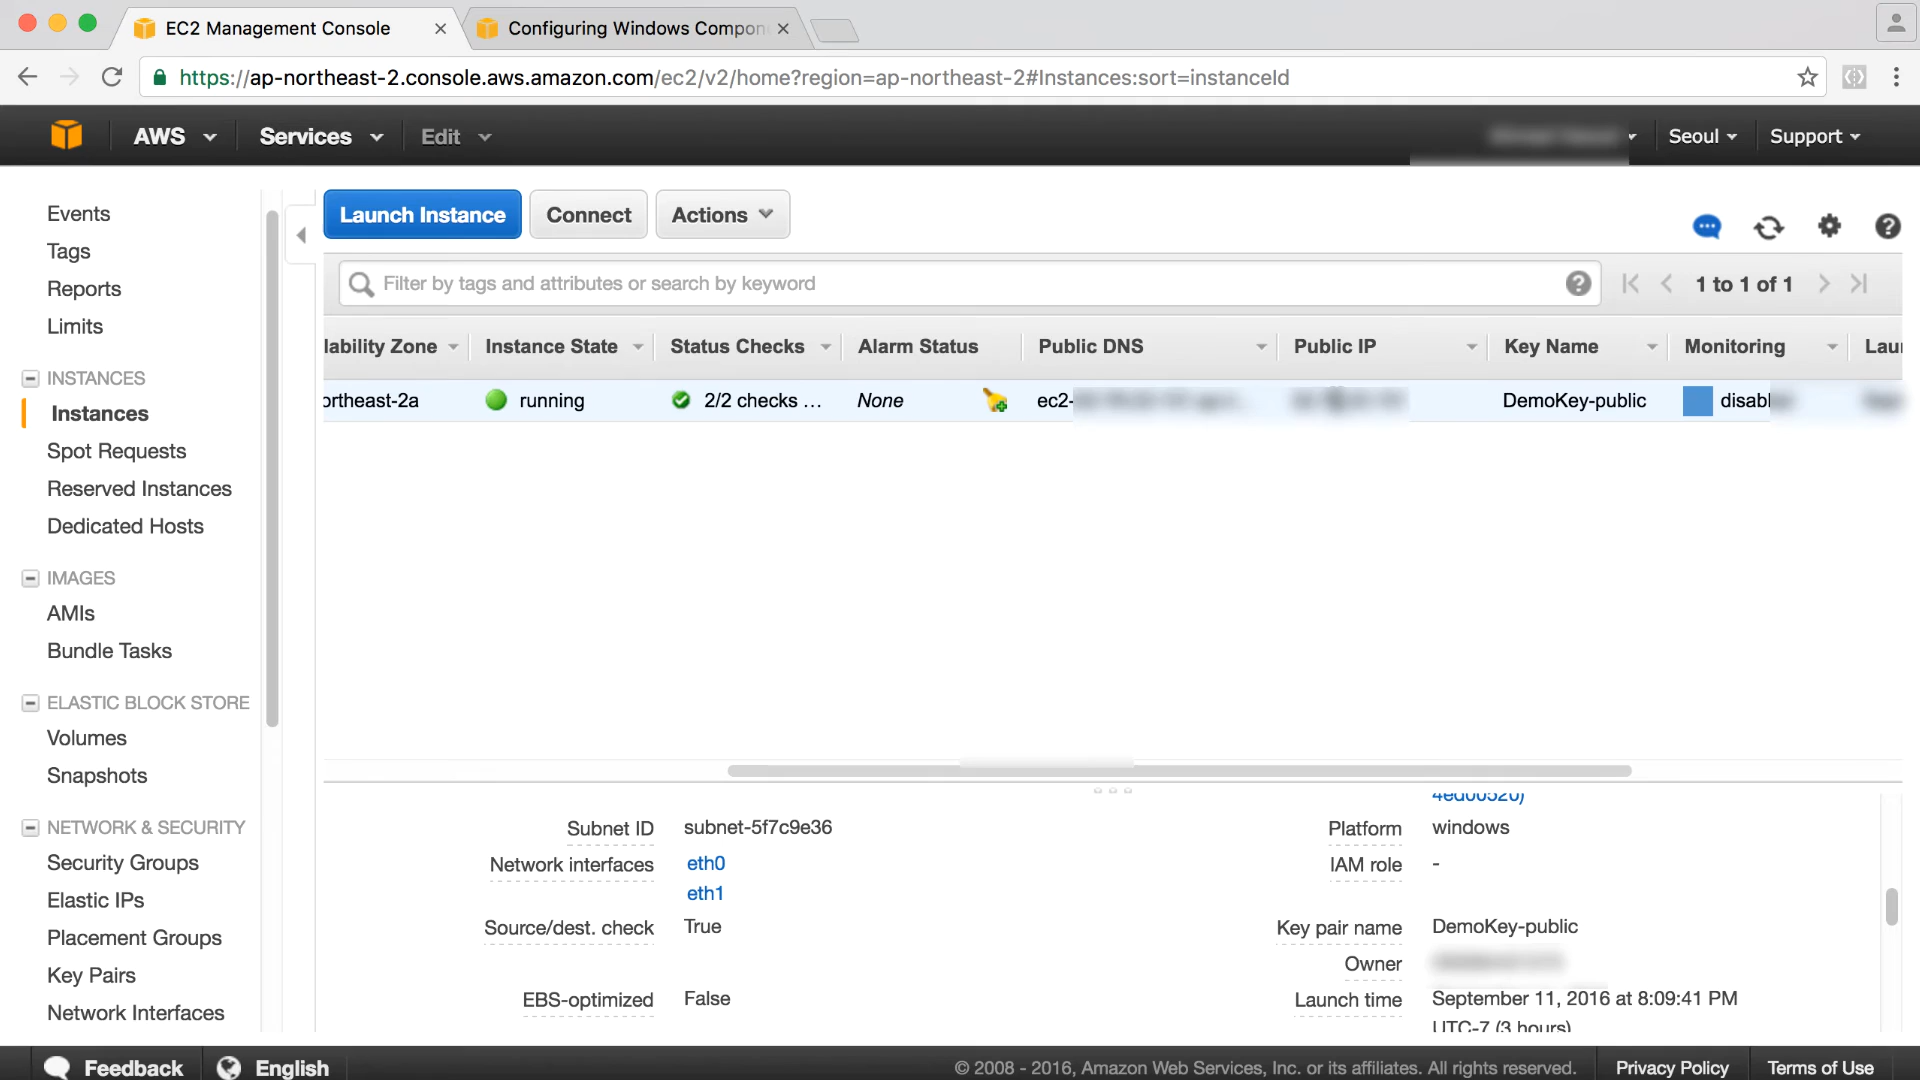 EC2 Management Console
Configuring Windows Compon
https://ap-northeast-2.console.aws.amazon.com/ec2/v2/home?region=ap-northeast-2#Instances:sort=instanceId
AWS Services Edit Seoul Support
Events
Tags
Reports
Limits
INSTANCES
Instances
Spot Requests
Reserved Instances
Dedicated Hosts
IMAGES
AMIs
Bundle Tasks
ELASTIC BLOCK STORE
Volumes
Snapshots
NETWORK & SECURITY
Security Groups
Elastic IPs
Placement Groups
Key Pairs
Network Interfaces
Launch Instance Connect Actions
Filter by tags and attributes or search by keyword 1 to 1 of 1
lability Zone Instance State Status Checks Alarm Status Public DNS Public IP Key Name Monitoring Lau
ortheast-2a running 2/2 checks ... None ec2- DemoKey-public disabl
4ed00520)
Subnet ID subnet-5f7c9e36 Platform windows
Network interfaces eth0 IAM role -
eth1
Source/dest. check True Key pair name DemoKey-public
Owner
EBS-optimized False Launch time September 11, 2016 at 8:09:41 PM
UTC-7 (3 hours)
Feedback English © 2008 - 2016, Amazon Web Services, Inc. or its affiliates. All rights reserved. Privacy Policy Terms of Use